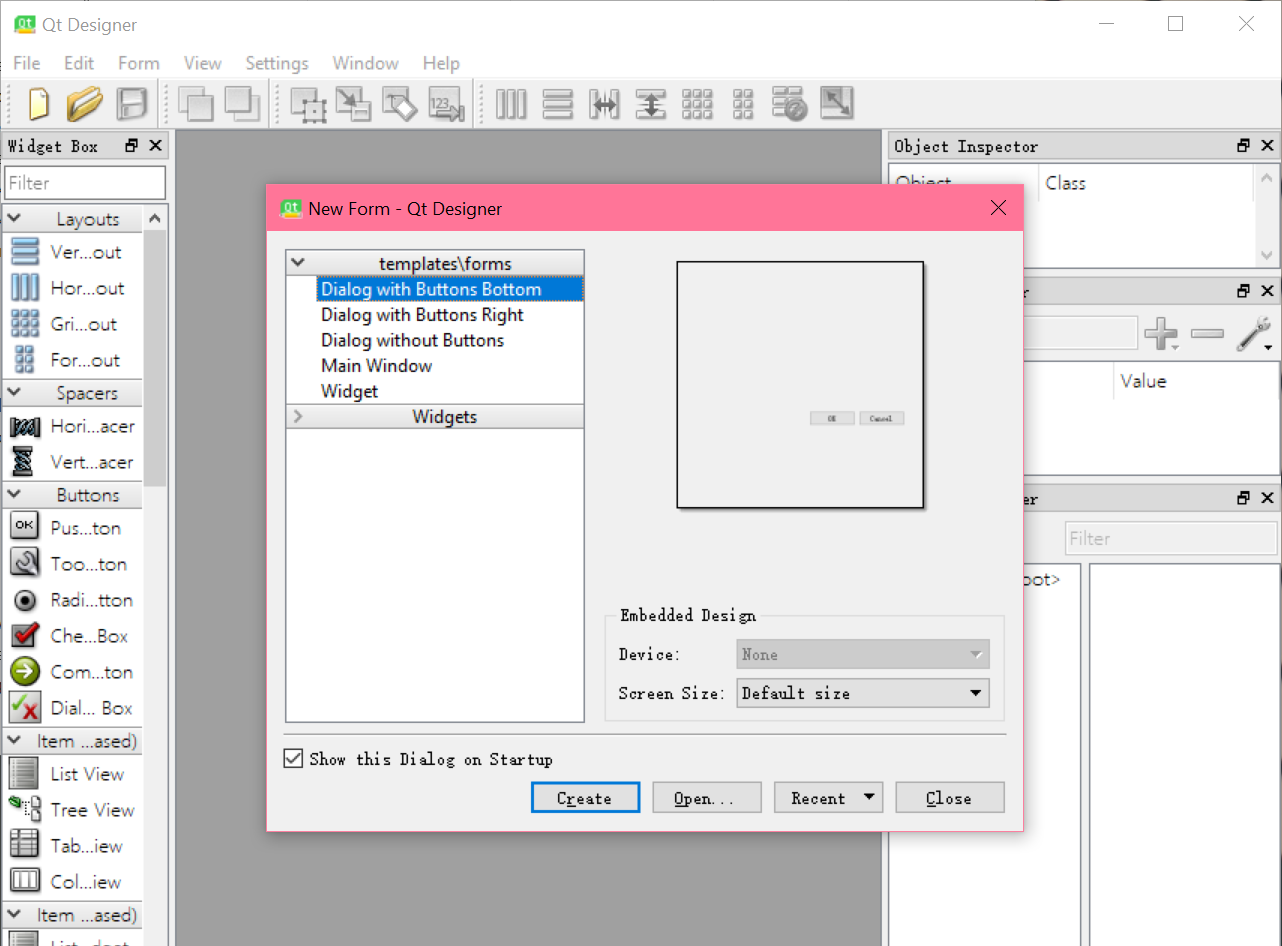 Qt Designer
File Edit Form View Settings Window Help
Widget Box
Filter
Layouts
Ver...out
Hor...out
Gri...out
For...out
Spacers
Hori...acer
Vert...acer
Buttons
OK Pus...ton
Too...ton
Radi...tton
Che...Box
Com...ton
Dial... Box
Item ...ased)
List View
Tree View
Tab...iew
Col...iew
Item ...ased)
123
New Form - Qt Designer
templates\forms
Dialog with Buttons Bottom
Dialog with Buttons Right
Dialog without Buttons
Main Window
Widget
Widgets
OK Cancel
Embedded Design
Device: None
Screen Size: Default size
Show this Dialog on Startup
Create Open... Recent Close
Object Inspector
Object Class
Value
Filter
oot>